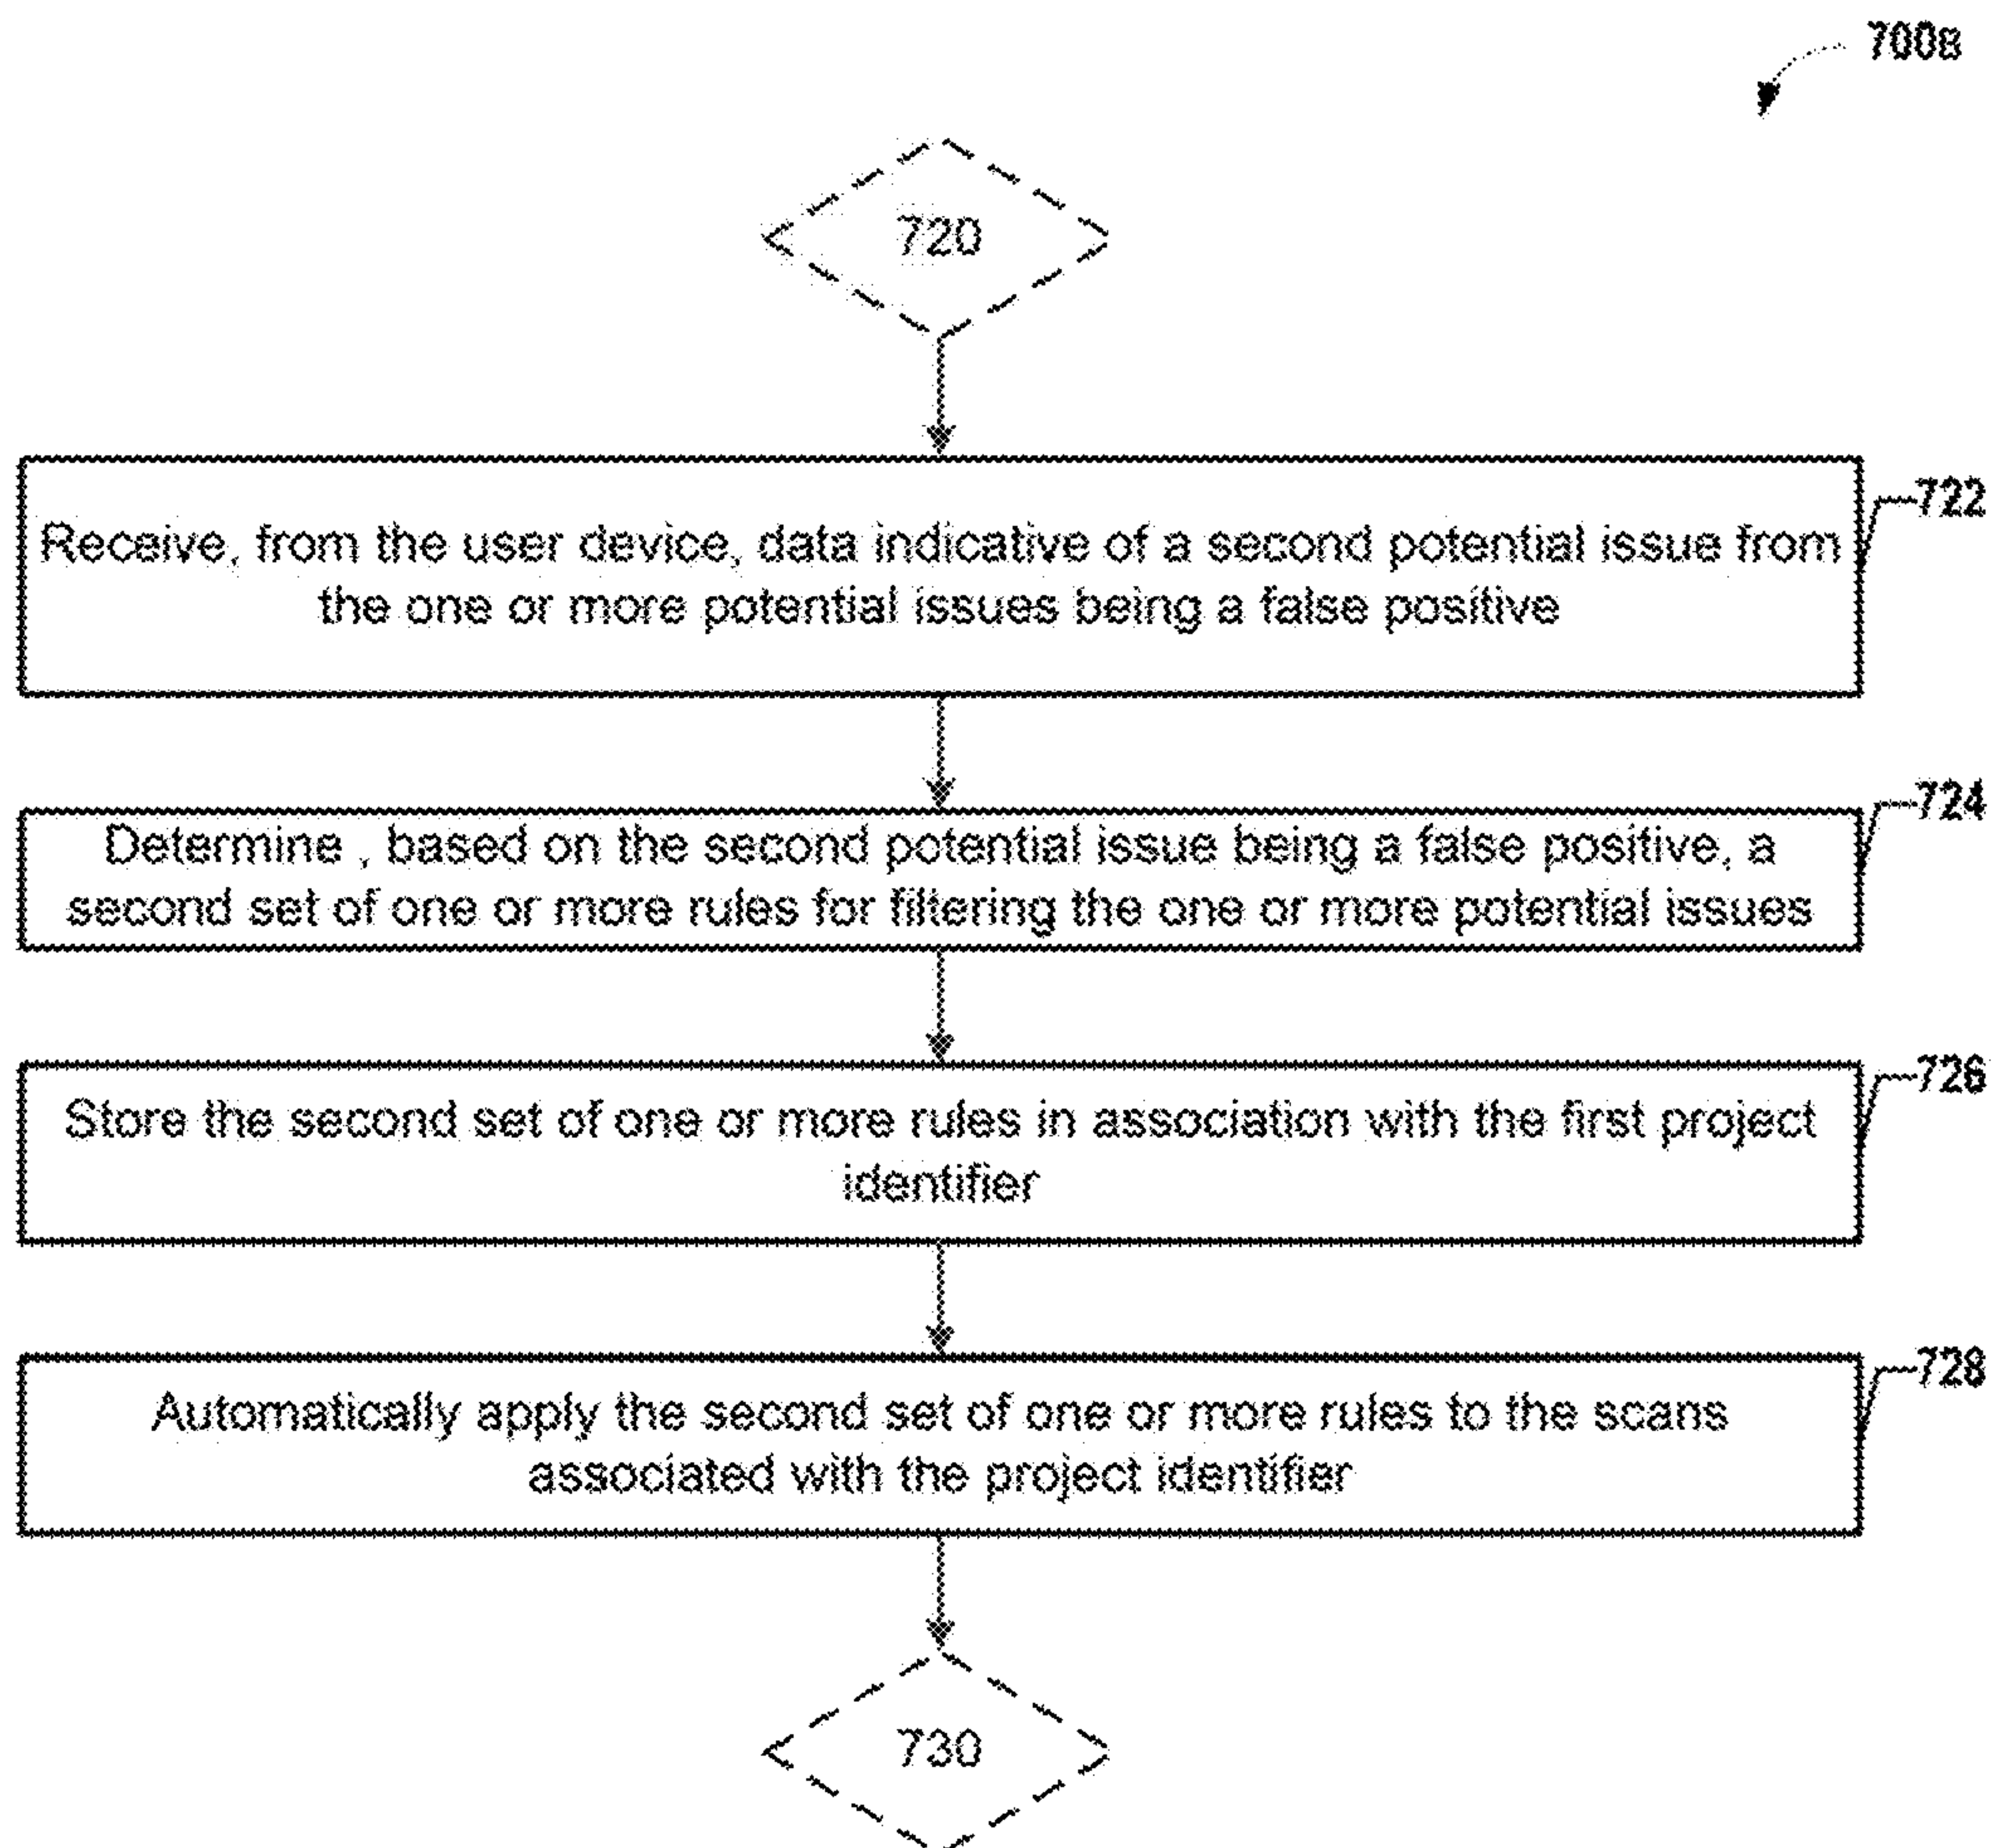 700B
720
722
Receive, from the user device, data indicative of a second potential issue from
the one or more potential issues being a false positive
724
Determine , based on the second potential issue being a false positive, a
second set of one or more rules for filtering the one or more potential issues
726
Store the second set of one or more rules in association with the first project
identifier
728
Automatically apply the second set of one or more rules to the scans
associated with the project identifier
730